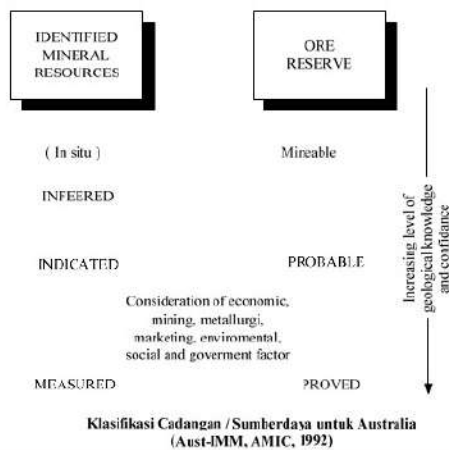 IDENTIFIED
MINERAL
RESOURCES
ORE
RESERVE
( In situ )
Mineable
INFEERED
INDICATED
PROBABLE
Consideration of economic,
mining, metallurgi,
marketing, enviromental,
social and goverment factor
MEASURED
PROVED
Increasing level of
geological knowledge
and confidance
Klasifikasi Cadangan / Sumberdaya untuk Australia
(Aust-IMM, AMIC, 1992)